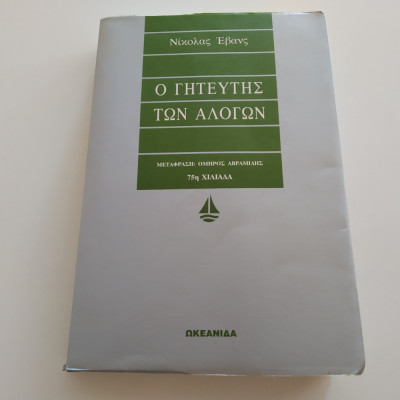 Νίκολας Έβανς
Ο ΓΗΤΕΥΤΗΣ
ΤΩΝ ΑΛΟΓΩΝ
ΜΕΤΑΦΡΑΣΗ: ΟΜΗΡΟΣ ΑΒΡΑΜΙΔΗΣ
75η ΧΙΛΙΑΔΑ
ΩΚΕΑΝΙΔΑ